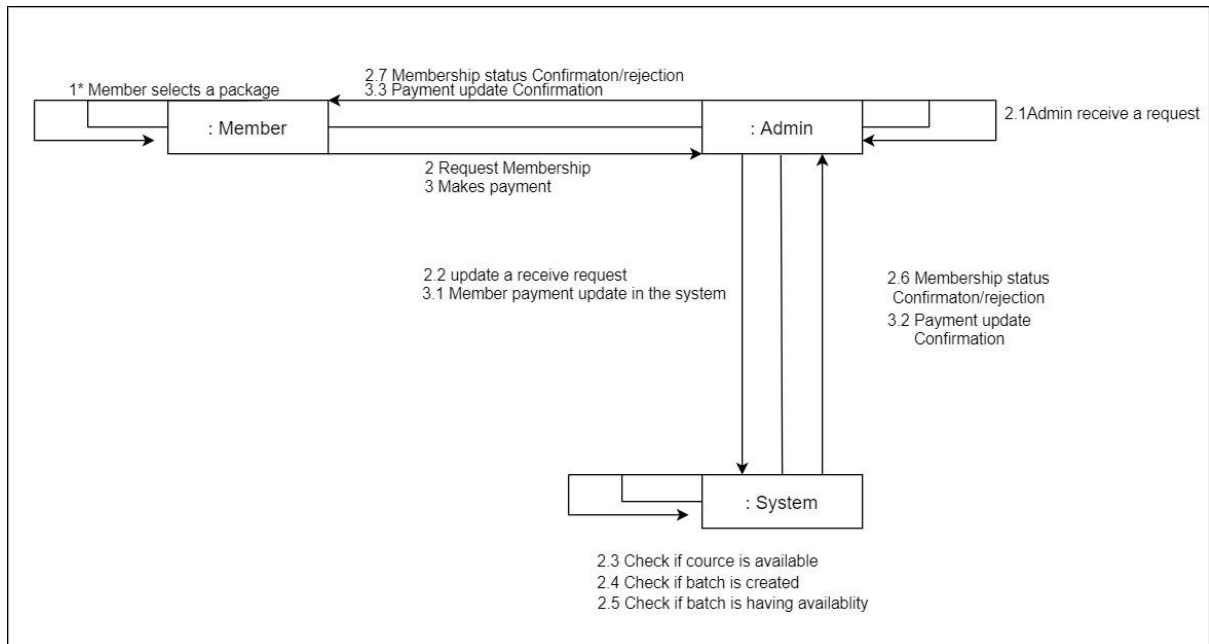 2.7 Membership status Confirmaton/rejection
1* Member selects a package
3.3 Payment update Confirmation
2.1Admin receive a request
: Member
: Admin
2 Request Membership
3 Makes payment
2.2 update a receive request
3.1 Member payment update in the system
2.6 Membership status
Confirmaton/rejection
3.2 Payment update
Confirmation
: System
2.3 Check if cource is available
2.4 Check if batch is created
2.5 Check if batch is having availablity